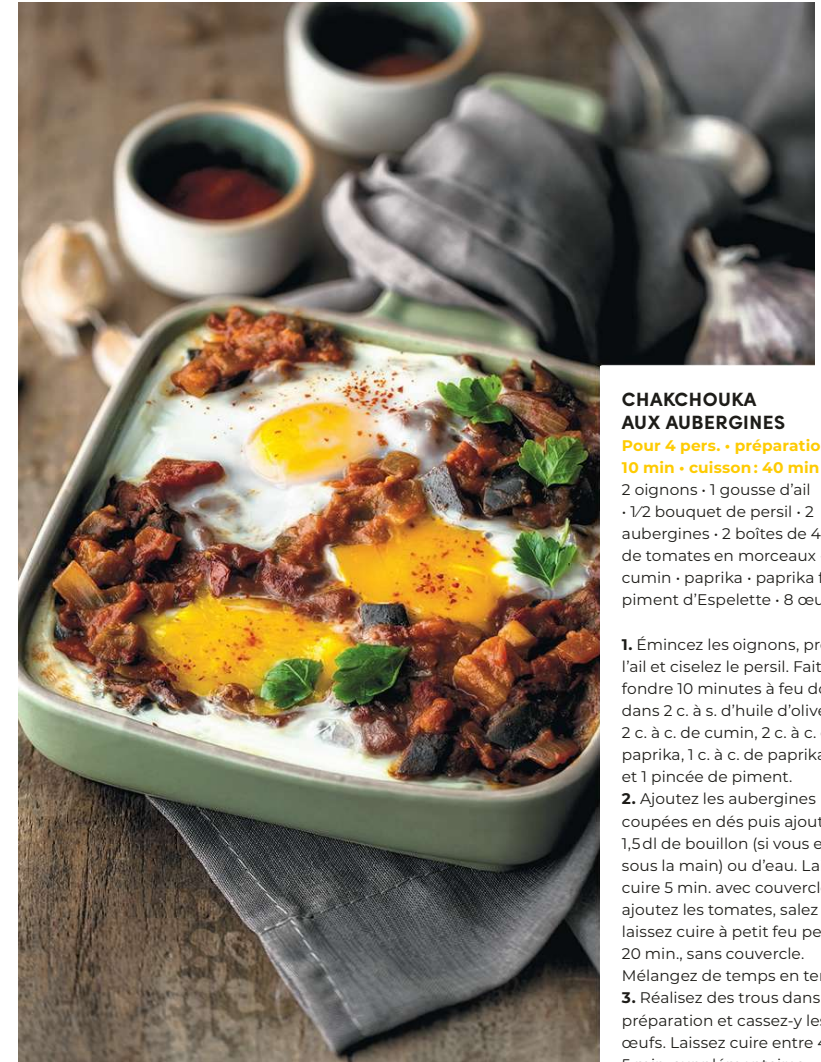 CHAKCHOUKA
AUX AUBERGINES
Pour 4 pers. • préparatio
10 min • cuisson : 40 min
2 oignons • 1 gousse d'ail
• 1/2 bouquet de persil • 2
aubergines • 2 boîtes de 4
de tomates en morceaux
cumin • paprika • paprika f
piment d'Espelette • 8 œu
1. Émincez les oignons, pre
l'ail et ciselez le persil. Fait
fondre 10 minutes à feu do
dans 2 c. à s. d'huile d'olive
2 c. à c. de cumin, 2 c. à c.
paprika, 1 c. à c. de paprika
et 1 pincée de piment.
2. Ajoutez les aubergines
coupées en dés puis ajout
1,5 dl de bouillon (si vous e
sous la main) ou d'eau. La
cuire 5 min. avec couvercle
ajoutez les tomates, salez
laissez cuire à petit feu pe
20 min., sans couvercle.
Mélangez de temps en te
3. Réalisez des trous dans
préparation et cassez-y les
œufs. Laissez cuire entre 4